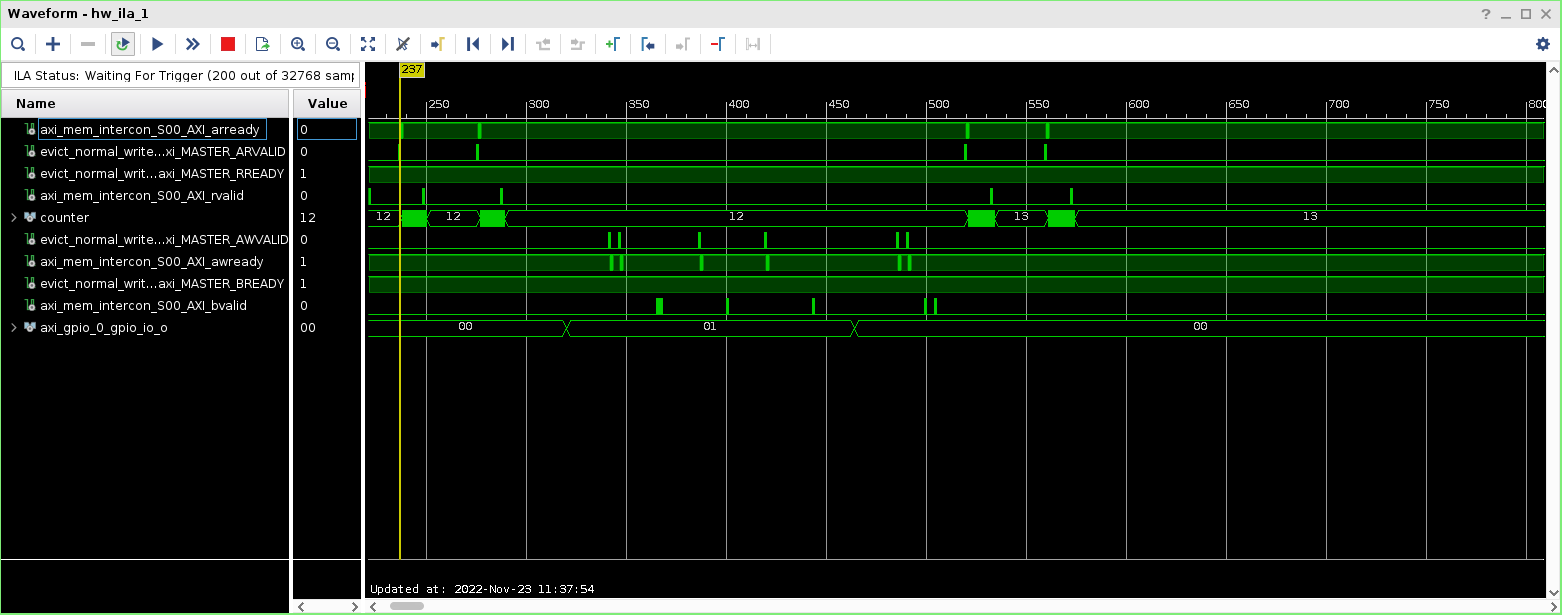 Waveform - hw_ila_1
ILA Status: Waiting For Trigger (200 out of 32768 samp
237
Name Value
250 300 350 400 450 500 550 600 650 700 750 800
axi_mem_intercon_S00_AXI_arready 0
evict_normal_write...xi_MASTER_ARVALID 0
evict_normal_writ...axi_MASTER_RREADY 1
axi_mem_intercon_S00_AXI_rvalid 0
counter 12 12 12 12 13 13
evict_normal_write...xi_MASTER_AWVALID 0
axi_mem_intercon_S00_AXI_awready 1
evict_normal_writ...axi_MASTER_BREADY 1
axi_mem_intercon_S00_AXI_bvalid 0
axi_gpio_0_gpio_io_o 00 00 01 00
Updated at: 2022-Nov-23 11:37:54